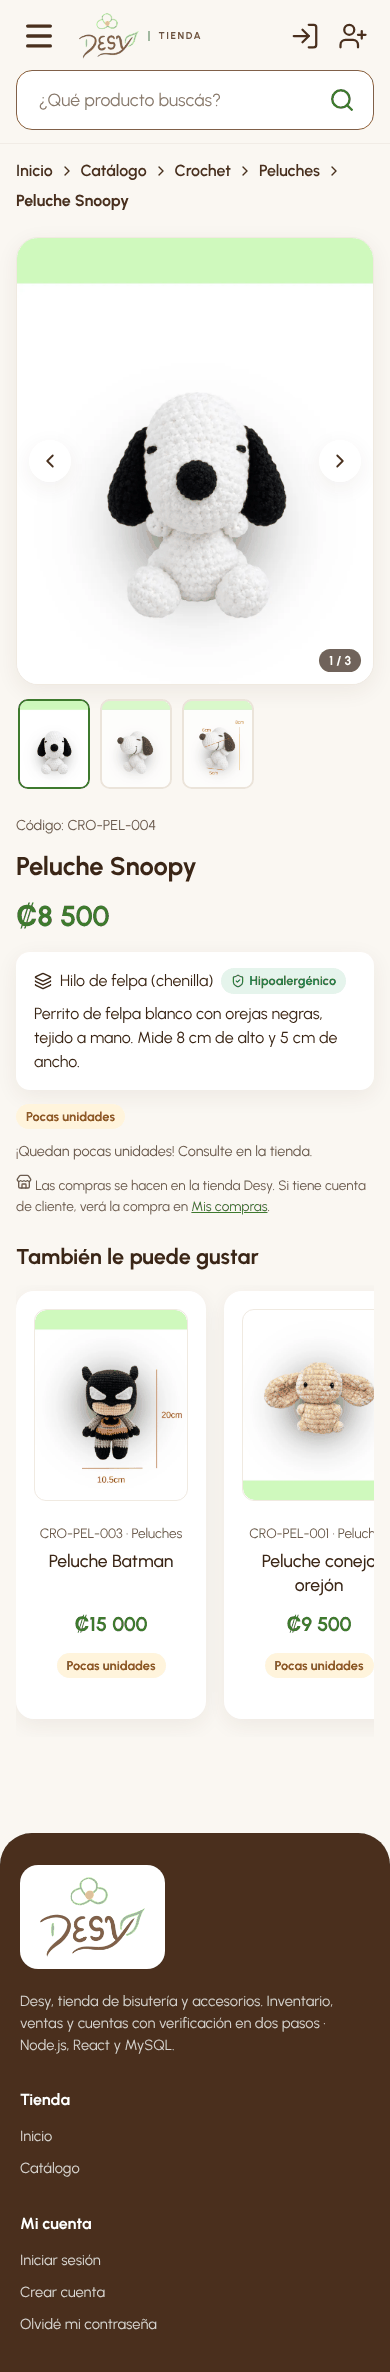 Desy | TIENDA
¿Qué producto buscás?
Inicio > Catálogo > Crochet > Peluches >
Peluche Snoopy
1 / 3
Código: CRO-PEL-004
Peluche Snoopy
₡8 500
Hilo de felpa (chenilla) Hipoalergénico
Perrito de felpa blanco con orejas negras,
tejido a mano. Mide 8 cm de alto y 5 cm de
ancho.
Pocas unidades
¡Quedan pocas unidades! Consulte en la tienda.
Las compras se hacen en la tienda Desy. Si tiene cuenta
de cliente, verá la compra en Mis compras.
También le puede gustar
20cm
10.5cm
CRO-PEL-003 · Peluches
Peluche Batman
₡15 000
Pocas unidades
CRO-PEL-001 · Peluch
Peluche conejo
orejón
₡9 500
Pocas unidades
Desy
Desy, tienda de bisutería y accesorios. Inventario,
ventas y cuentas con verificación en dos pasos ·
Node.js, React y MySQL.
Tienda
Inicio
Catálogo
Mi cuenta
Iniciar sesión
Crear cuenta
Olvidé mi contraseña